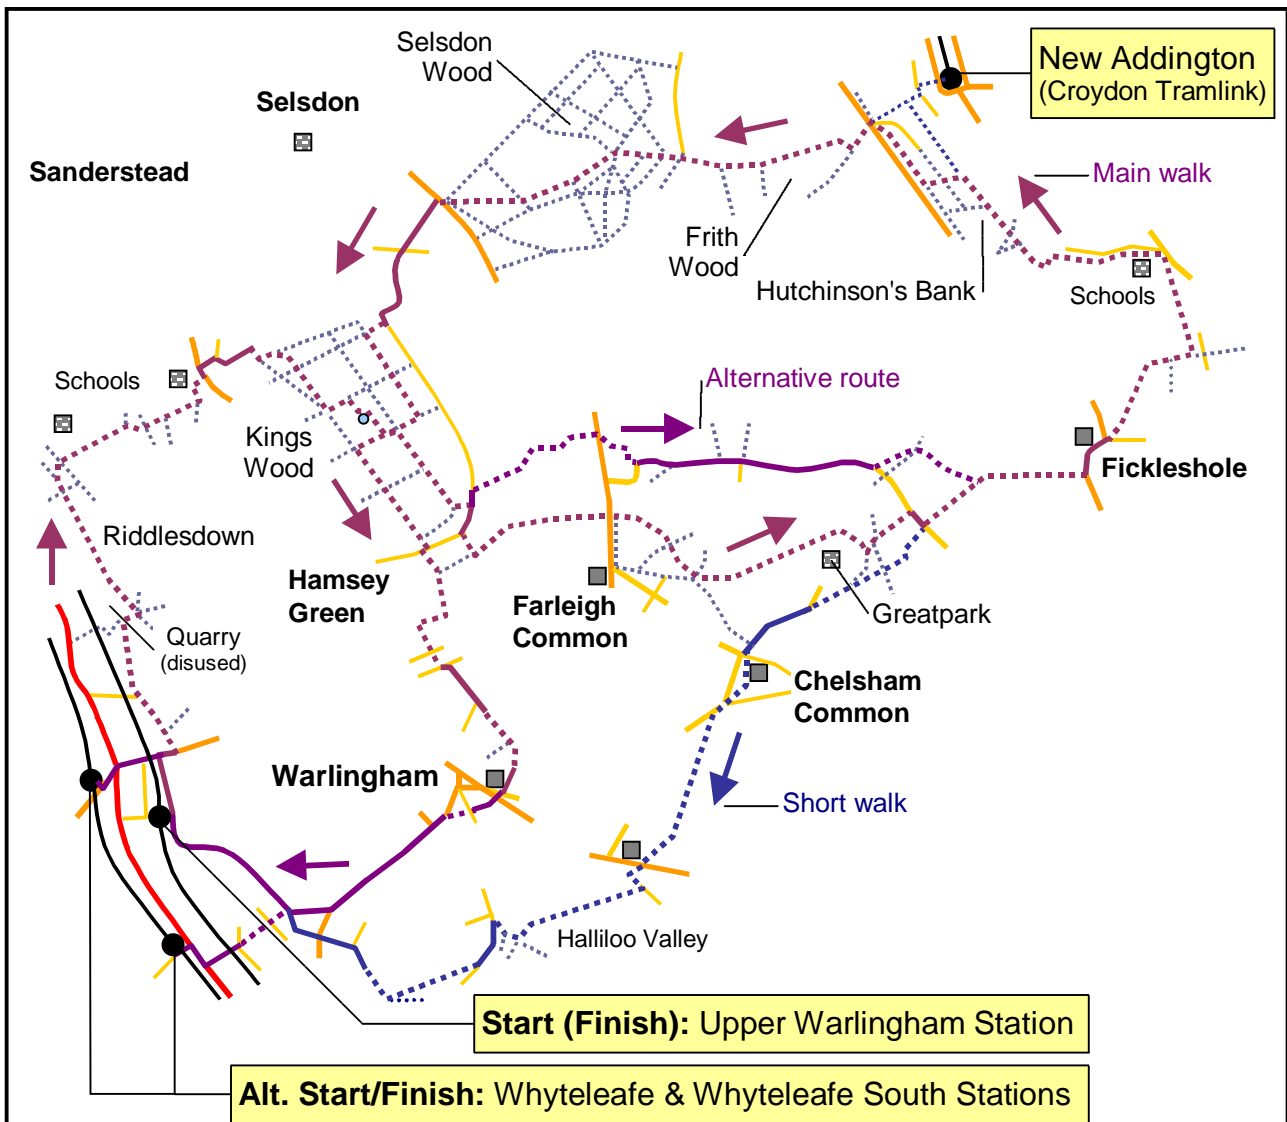 Selsdon
Wood
New Addington
(Croydon Tramlink)
Selsdon
Sanderstead
Main walk
Frith
Wood
Hutchinson's Bank
Schools
Schools
Alternative route
Kings
Wood
Fickleshole
Riddlesdown
Hamsey
Green
Farleigh
Common
Greatpark
Quarry
(disused)
Chelsham
Common
Warlingham
Short walk
Halliloo Valley
Start (Finish): Upper Warlingham Station
Alt. Start/Finish: Whyteleafe & Whyteleafe South Stations